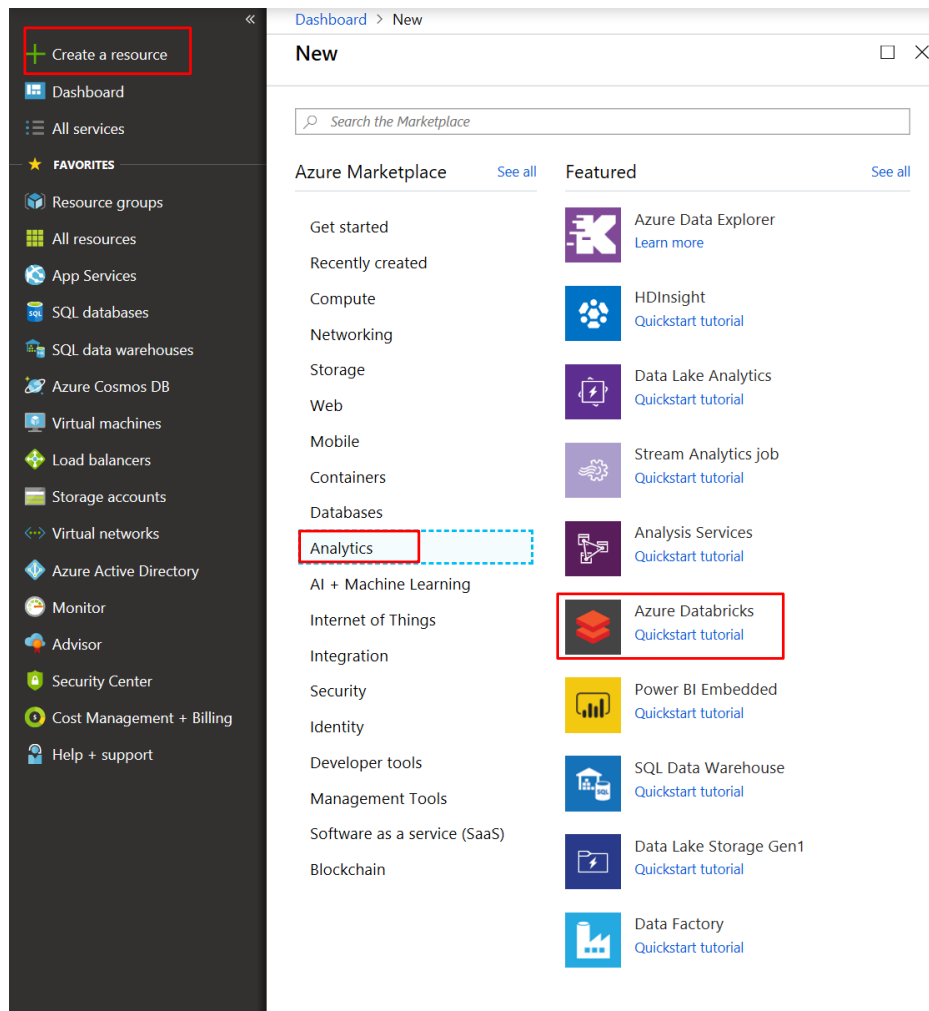 «
Create a resource
Dashboard
All services
FAVORITES
Resource groups
All resources
App Services
SQL databases
SQL data warehouses
Azure Cosmos DB
Virtual machines
Load balancers
Storage accounts
Virtual networks
Azure Active Directory
Monitor
Advisor
Security Center
Cost Management + Billing
Help + support
Dashboard > New
New
Search the Marketplace
Azure Marketplace See all
Get started
Recently created
Compute
Networking
Storage
Web
Mobile
Containers
Databases
Analytics
AI + Machine Learning
Internet of Things
Integration
Security
Identity
Developer tools
Management Tools
Software as a service (SaaS)
Blockchain
Featured See all
Azure Data Explorer
Learn more
HDInsight
Quickstart tutorial
Data Lake Analytics
Quickstart tutorial
Stream Analytics job
Quickstart tutorial
Analysis Services
Quickstart tutorial
Azure Databricks
Quickstart tutorial
Power BI Embedded
Quickstart tutorial
SQL Data Warehouse
Quickstart tutorial
Data Lake Storage Gen1
Quickstart tutorial
Data Factory
Quickstart tutorial